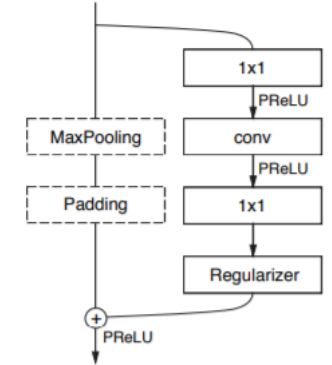 1x1
PReLU
MaxPooling
conv
PReLU
Padding
1x1
Regularizer
+
PReLU